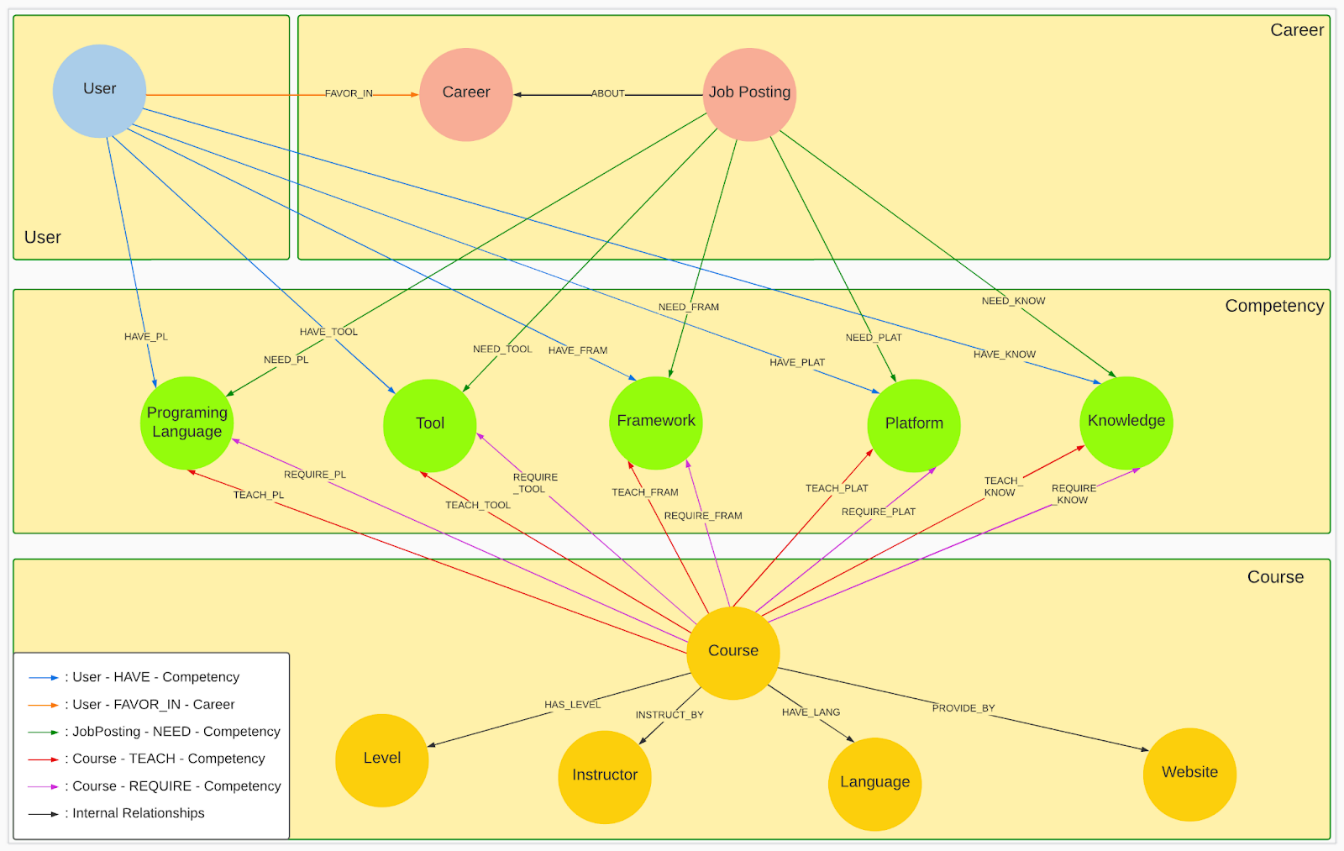 Career
User
Career
Job Posting
FAVOR_IN
ABOUT
User
Competency
NEED_KNOW
NEED_FRAM
HAVE_PL
HAVE_TOOL
NEED_PLAT
NEED_PL
NEED_TOOL
HAVE_FRAM
HAVE_PLAT
HAVE_KNOW
Programing
Language
Tool
Framework
Platform
Knowledge
REQUIRE_PL
TEACH_PL
REQUIRE
_TOOL
TEACH_TOOL
TEACH_FRAM
REQUIRE_FRAM
TEACH_PLAT
REQUIRE_PLAT
TEACH_
KNOW
REQUIRE
_KNOW
Course
Course
HAS_LEVEL
INSTRUCT_BY
HAVE_LANG
PROVIDE_BY
Level
Instructor
Language
Website
: User - HAVE - Competency
: User - FAVOR_IN - Career
: JobPosting - NEED - Competency
: Course - TEACH - Competency
: Course - REQUIRE - Competency
: Internal Relationships